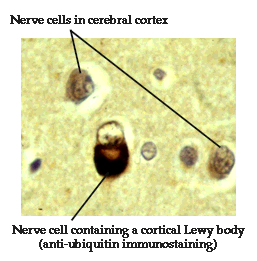 Nerve cells in cerebral cortex
Nerve cell containing a cortical Lewy body
(anti-ubiquitin immunostaining)